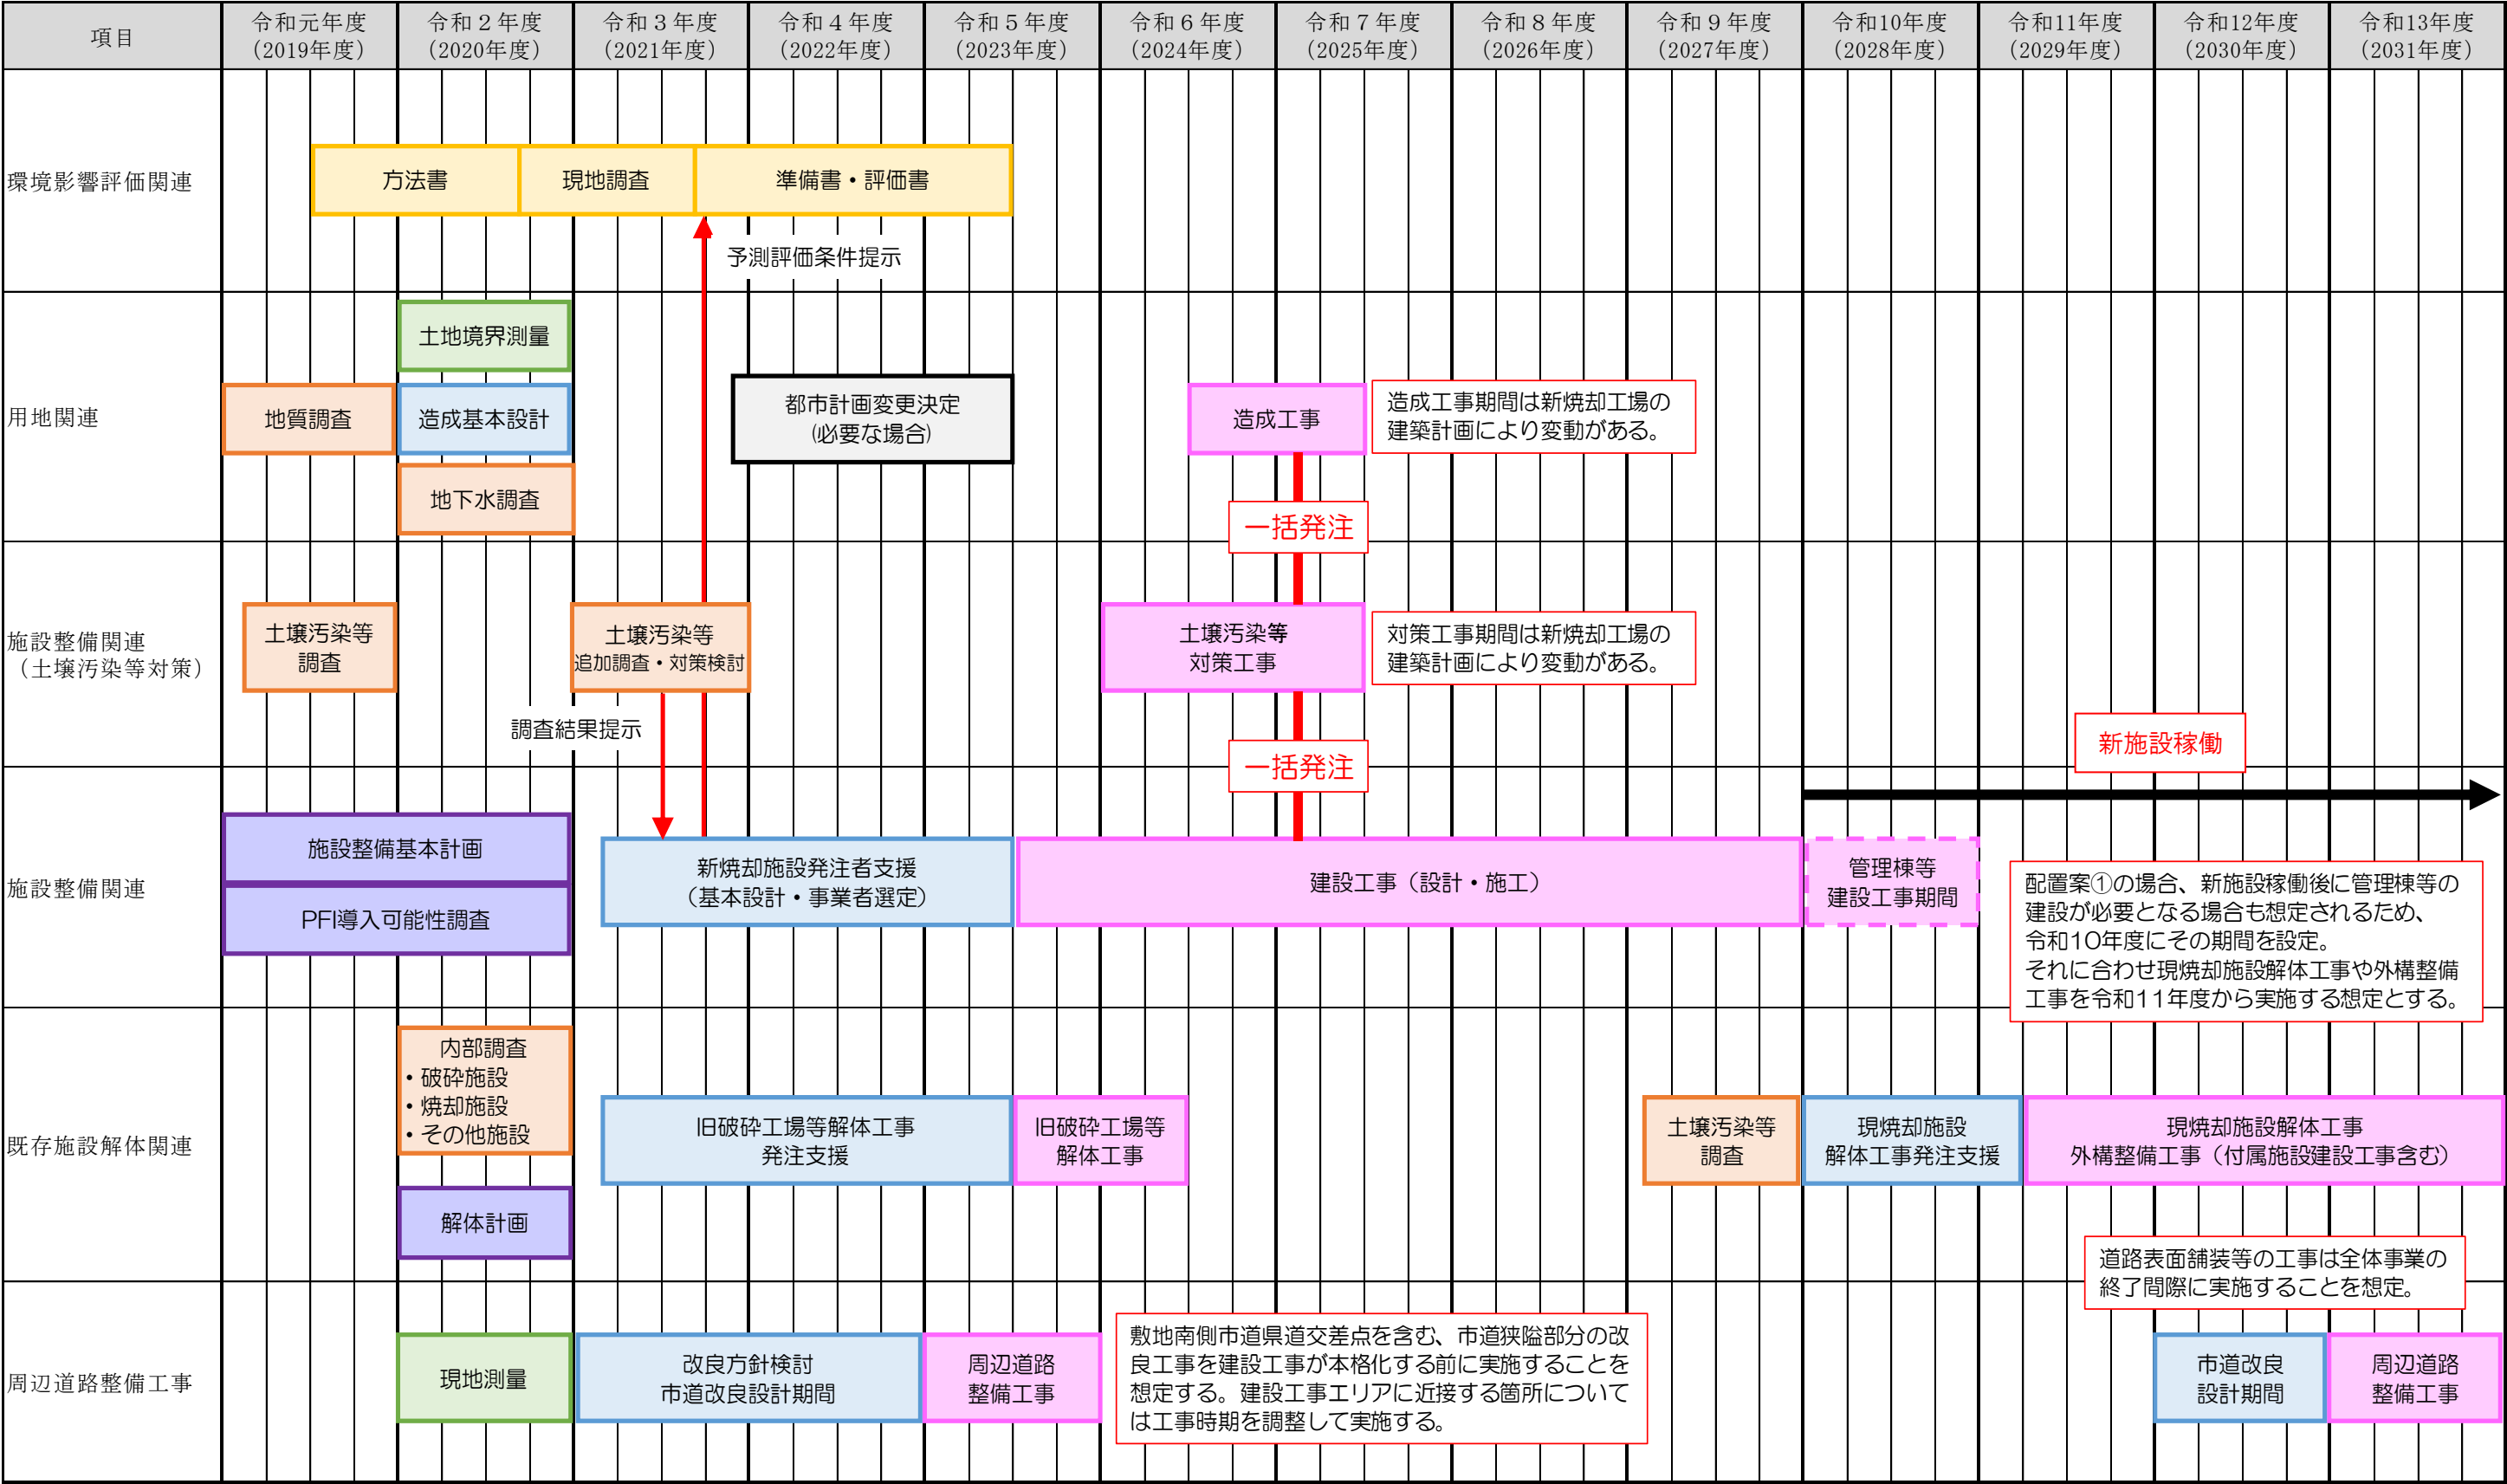 項目
令和元年度
(2019年度)
令和２年度
(2020年度)
令和３年度
(2021年度)
令和４年度
(2022年度)
令和５年度
(2023年度)
令和６年度
(2024年度)
令和７年度
(2025年度)
令和８年度
(2026年度)
令和９年度
(2027年度)
令和10年度
(2028年度)
令和11年度
(2029年度)
令和12年度
(2030年度)
令和13年度
(2031年度)
環境影響評価関連
方法書
現地調査
準備書・評価書
予測評価条件提示
用地関連
土地境界測量
地質調査
造成基本設計
地下水調査
都市計画変更決定
(必要な場合)
造成工事
造成工事期間は新焼却工場の
建築計画により変動がある。
一括発注
施設整備関連
（土壌汚染等対策）
土壌汚染等
調査
土壌汚染等
追加調査・対策検討
土壌汚染等
対策工事
対策工事期間は新焼却工場の
建築計画により変動がある。
調査結果提示
一括発注
新施設稼働
施設整備関連
施設整備基本計画
PFI導入可能性調査
新焼却施設発注者支援
（基本設計・事業者選定）
建設工事（設計・施工）
管理棟等
建設工事期間
配置案①の場合、新施設稼働後に管理棟等の
建設が必要となる場合も想定されるため、
令和10年度にその期間を設定。
それに合わせ現焼却施設解体工事や外構整備
工事を令和11年度から実施する想定とする。
既存施設解体関連
内部調査
・破砕施設
・焼却施設
・その他施設
解体計画
旧破砕工場等解体工事
発注支援
旧破砕工場等
解体工事
土壌汚染等
調査
現焼却施設
解体工事発注支援
現焼却施設解体工事
外構整備工事（付属施設建設工事含む）
道路表面舗装等の工事は全体事業の
終了間際に実施することを想定。
周辺道路整備工事
現地測量
改良方針検討
市道改良設計期間
周辺道路
整備工事
敷地南側市道県道交差点を含む、市道狭隘部分の改
良工事を建設工事が本格化する前に実施することを
想定する。建設工事エリアに近接する箇所について
は工事時期を調整して実施する。
市道改良
設計期間
周辺道路
整備工事